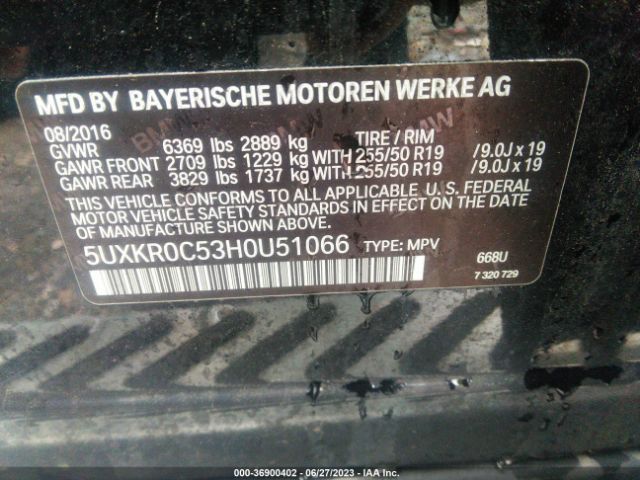 MFD BY BAYERISCHE MOTOREN WERKE AG
08/2016 TIRE / RIM
GVWR 6369 lbs 2889 kg
GAWR FRONT 2709 lbs 1229 kg WITH 255/50 R19 /9.0J x 19
GAWR REAR 3829 lbs 1737 kg WITH 255/50 R19 /9.0J x 19
THIS VEHICLE CONFORMS TO ALL APPLICABLE U.S. FEDERAL
MOTOR VEHICLE SAFETY STANDARDS IN EFFECT ON THE DATE OF
MANUFACTURE SHOWN ABOVE.
5UXKR0C53H0U51066 TYPE: MPV 668U
7 320 729
000-36900402 - 06/27/2023 - IAA Inc.